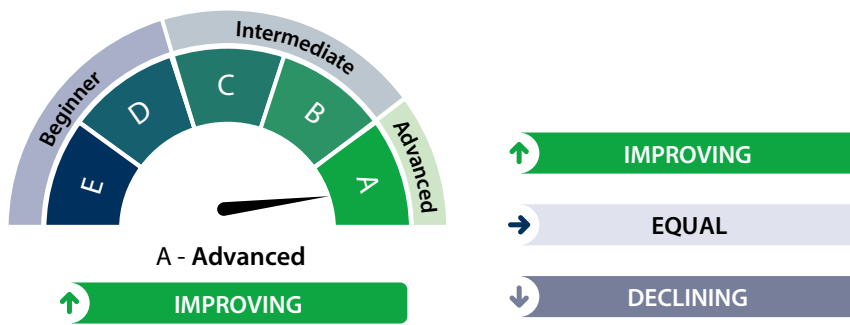 Beginner
Intermediate
Advanced
E
D
C
B
A
A - Advanced
IMPROVING
IMPROVING
EQUAL
DECLINING